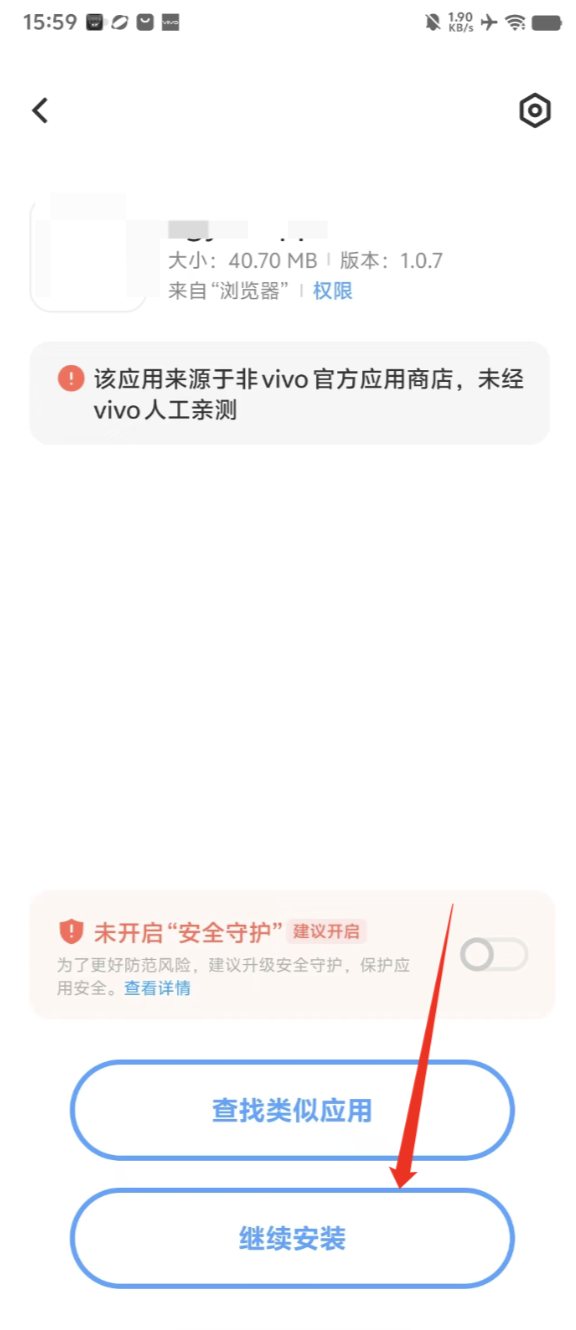 15:59
vivo
1.90
KB/s
大小：40.70 MB | 版本：1.0.7
来自“浏览器” | 权限
该应用来源于非vivo官方应用商店，未经
vivo人工亲测
未开启“安全守护” 建议开启
为了更好防范风险，建议升级安全守护，保护应
用安全。查看详情
查找类似应用
继续安装